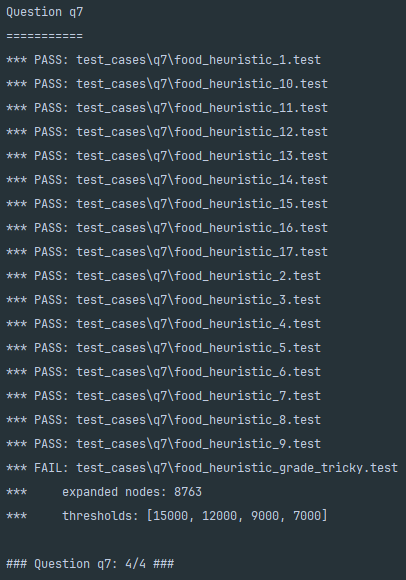 Question q7
===========
*** PASS: test_cases\q7\food_heuristic_1.test
*** PASS: test_cases\q7\food_heuristic_10.test
*** PASS: test_cases\q7\food_heuristic_11.test
*** PASS: test_cases\q7\food_heuristic_12.test
*** PASS: test_cases\q7\food_heuristic_13.test
*** PASS: test_cases\q7\food_heuristic_14.test
*** PASS: test_cases\q7\food_heuristic_15.test
*** PASS: test_cases\q7\food_heuristic_16.test
*** PASS: test_cases\q7\food_heuristic_17.test
*** PASS: test_cases\q7\food_heuristic_2.test
*** PASS: test_cases\q7\food_heuristic_3.test
*** PASS: test_cases\q7\food_heuristic_4.test
*** PASS: test_cases\q7\food_heuristic_5.test
*** PASS: test_cases\q7\food_heuristic_6.test
*** PASS: test_cases\q7\food_heuristic_7.test
*** PASS: test_cases\q7\food_heuristic_8.test
*** PASS: test_cases\q7\food_heuristic_9.test
*** FAIL: test_cases\q7\food_heuristic_grade_tricky.test
***     expanded nodes: 8763
***     thresholds: [15000, 12000, 9000, 7000]
### Question q7: 4/4 ###